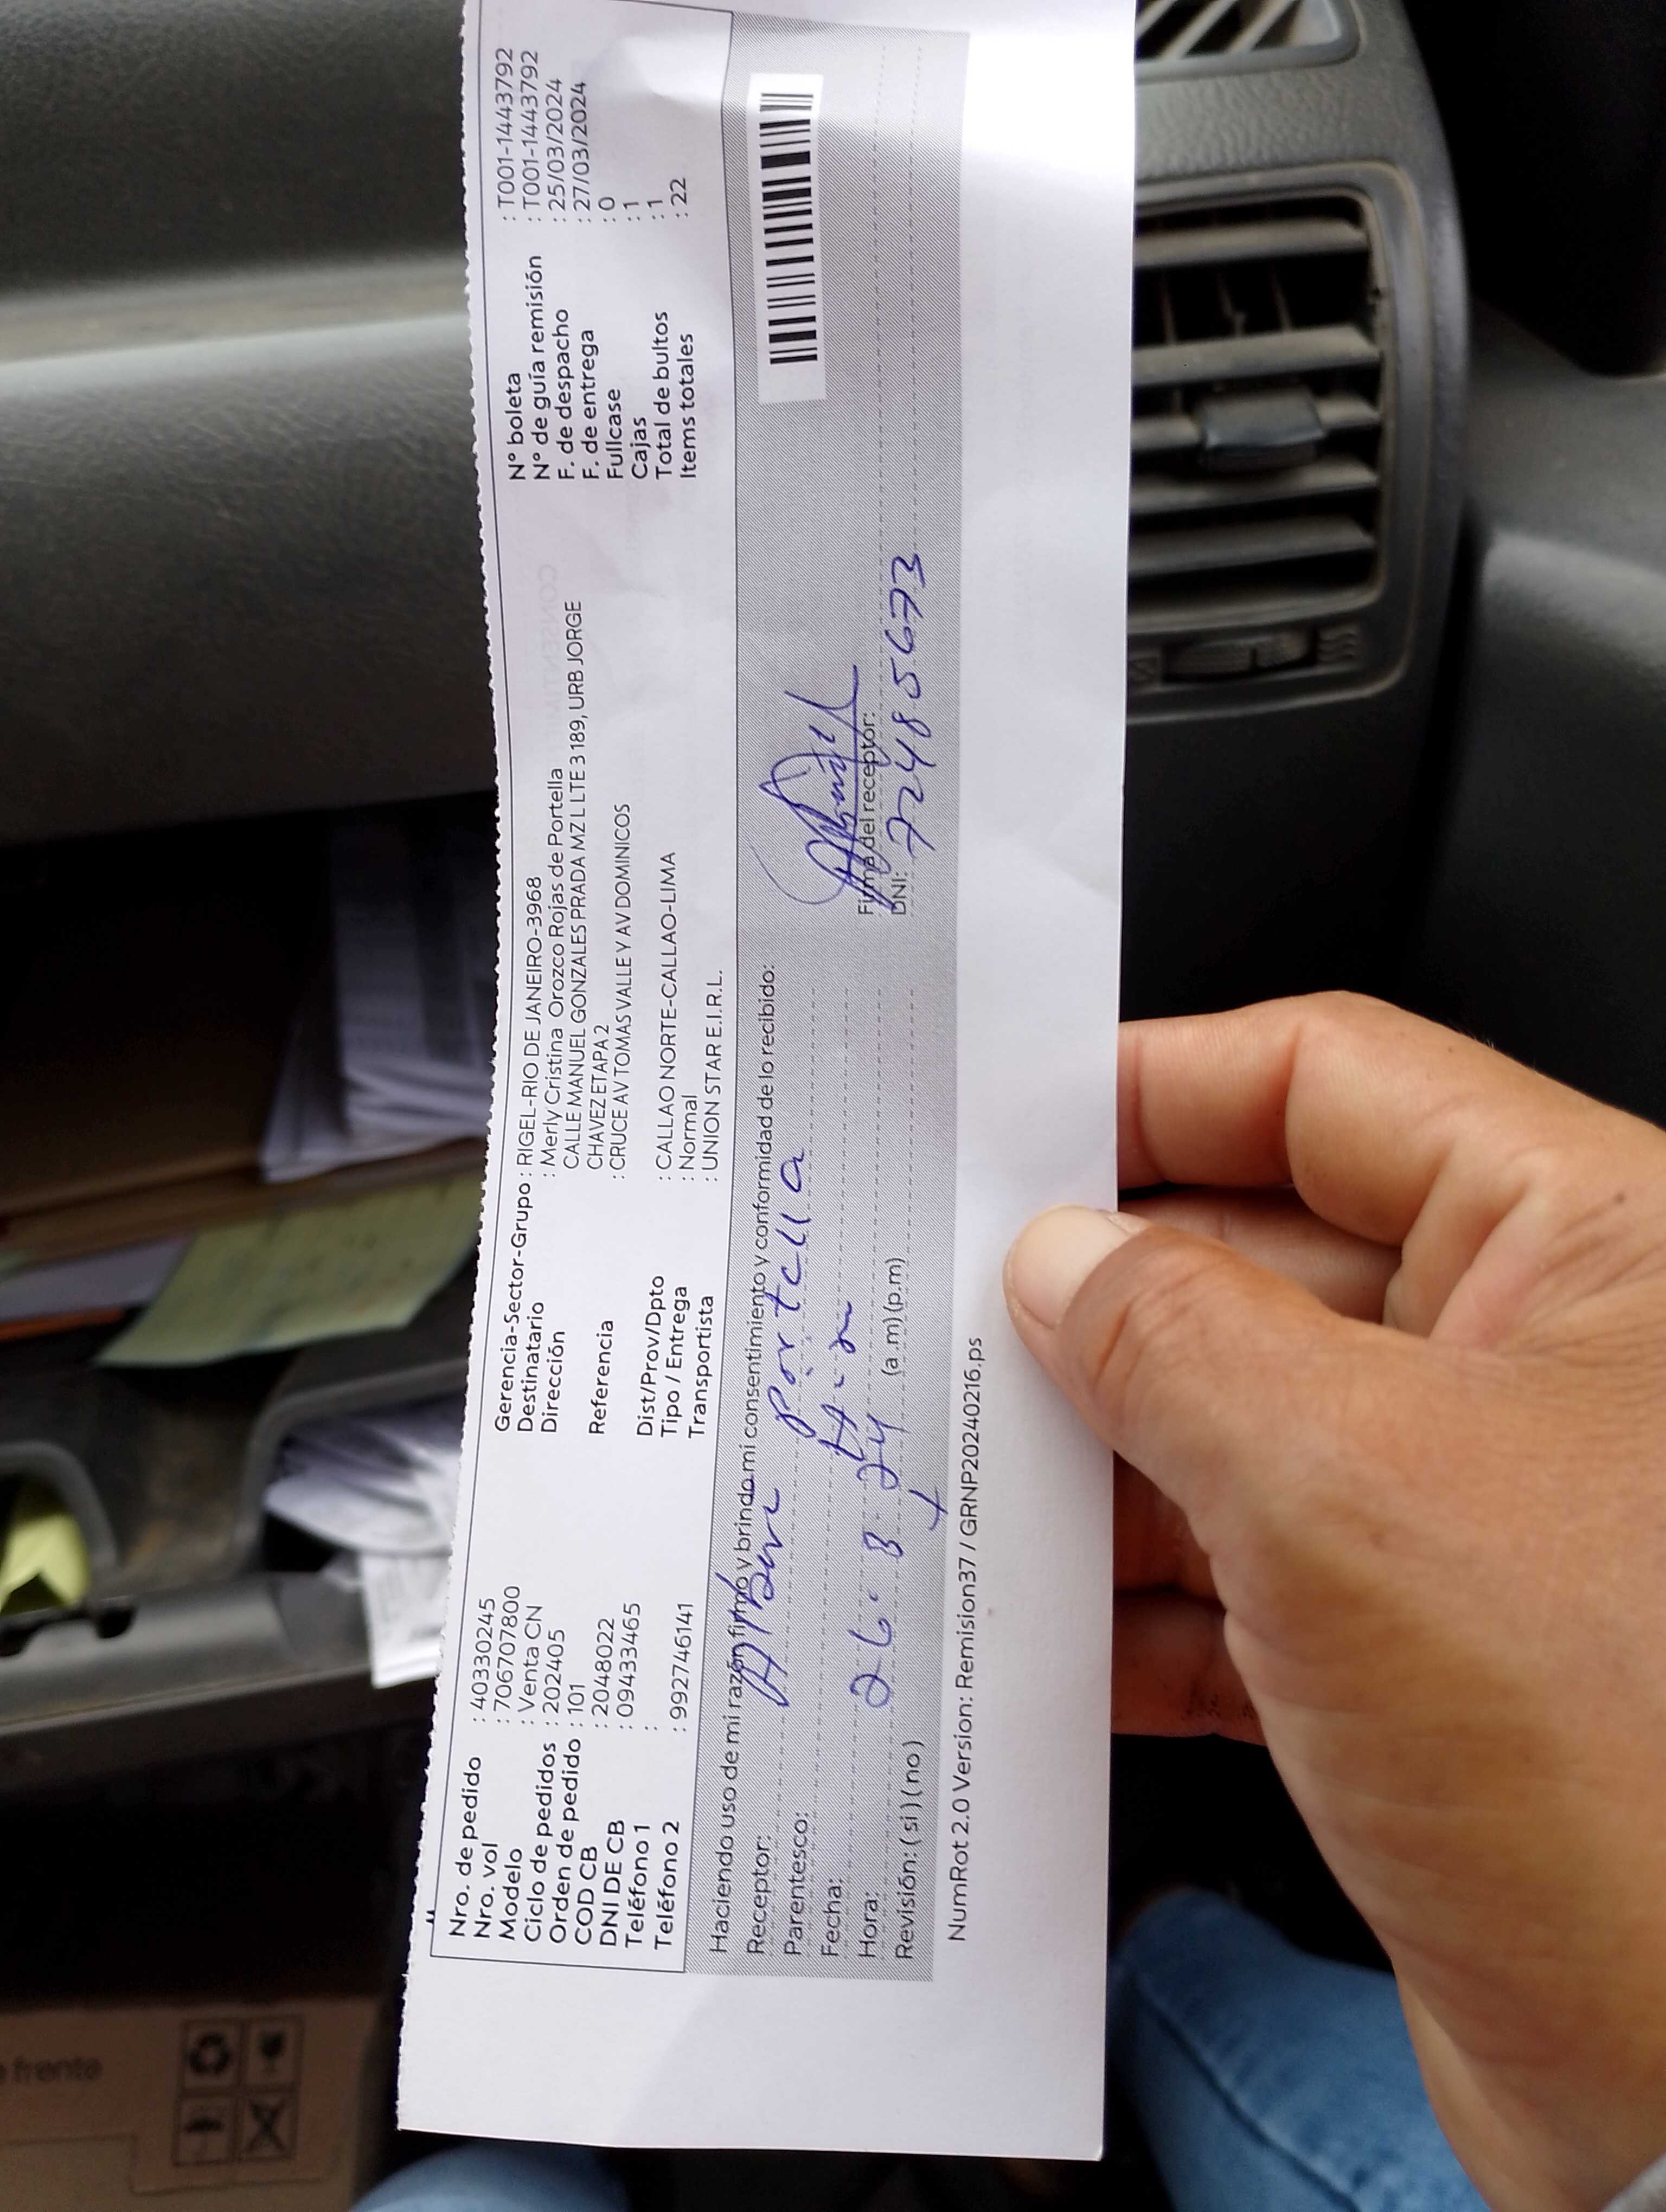 Nro. de pedido : 40330245
Nro. vol : 706707800
Modelo : Venta CN
Ciclo de pedidos : 202405
Orden de pedido : 101
COD CB : 2048022
DNI DE CB : 09433465
Teléfono 1 :
Teléfono 2 : 992746141
Gerencia-Sector-Grupo : RIGEL-RIO DE JANEIRO-3968
Destinatario : Merly Cristina Orozco Rojas de Portella
Dirección CALLE MANUEL GONZALES PRADA MZ L LTE 3 189, URB JORGE
CHAVEZ ETAPA 2
Referencia : CRUCE AV TOMAS VALLE Y AV DOMINICOS
Dist/Prov/Dpto : CALLAO NORTE-CALLAO-LIMA
Tipo / Entrega : Normal
Transportista : UNION STAR E.I.R.L.
N° boleta : T001-1443792
N° de guía remisión : T001-1443792
F. de despacho : 25/03/2024
F. de entrega : 27/03/2024
Fullcase : 0
Cajas : 1
Total de bultos : 1
Items totales : 22
Haciendo uso de mi razón firmo y brindo mi consentimiento y conformidad de lo recibido:
Receptor: Portella
Parentesco:
Fecha:
Hora: 26 3 24 (a.m) (p.m)
Revisión: ( si ) ( no )
Firma del receptor:
DNI: 72485673
NumRot 2.0 Version: Remision37 / GRNP20240216.ps
frente